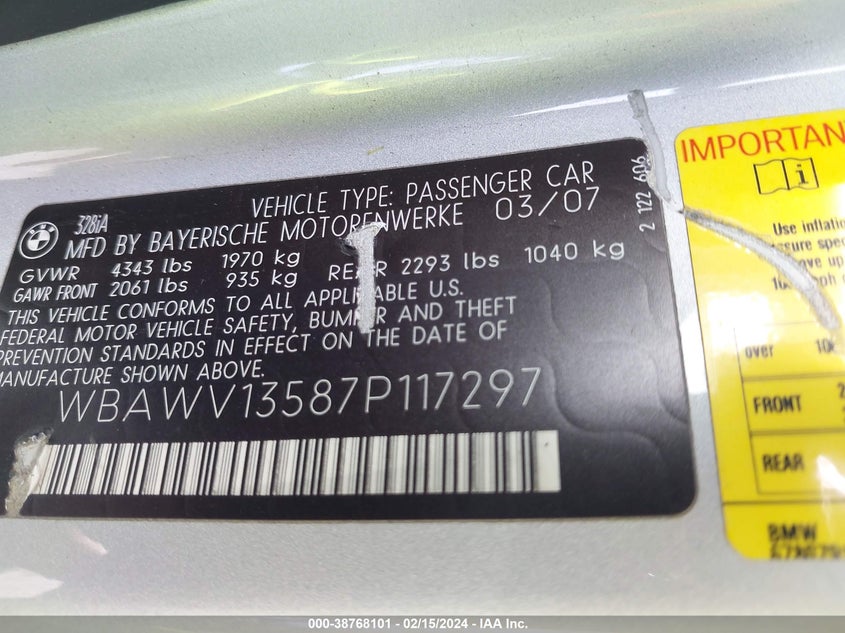 BMW
328iA
VEHICLE TYPE: PASSENGER CAR
MFD BY BAYERISCHE MOTORENWERKE 03/07
GVWR 4343 lbs 1970 kg
GAWR FRONT 2061 lbs 935 kg REAR 2293 lbs 1040 kg
THIS VEHICLE CONFORMS TO ALL APPLICABLE U.S.
FEDERAL MOTOR VEHICLE SAFETY, BUMPER AND THEFT
PREVENTION STANDARDS IN EFFECT ON THE DATE OF
MANUFACTURE SHOWN ABOVE.
WBAWV13587P117297
2 122 606
IMPORTAN
i
Use inflation
over
FRONT
REAR
BMW
000-38768101 - 02/15/2024 - IAA Inc.